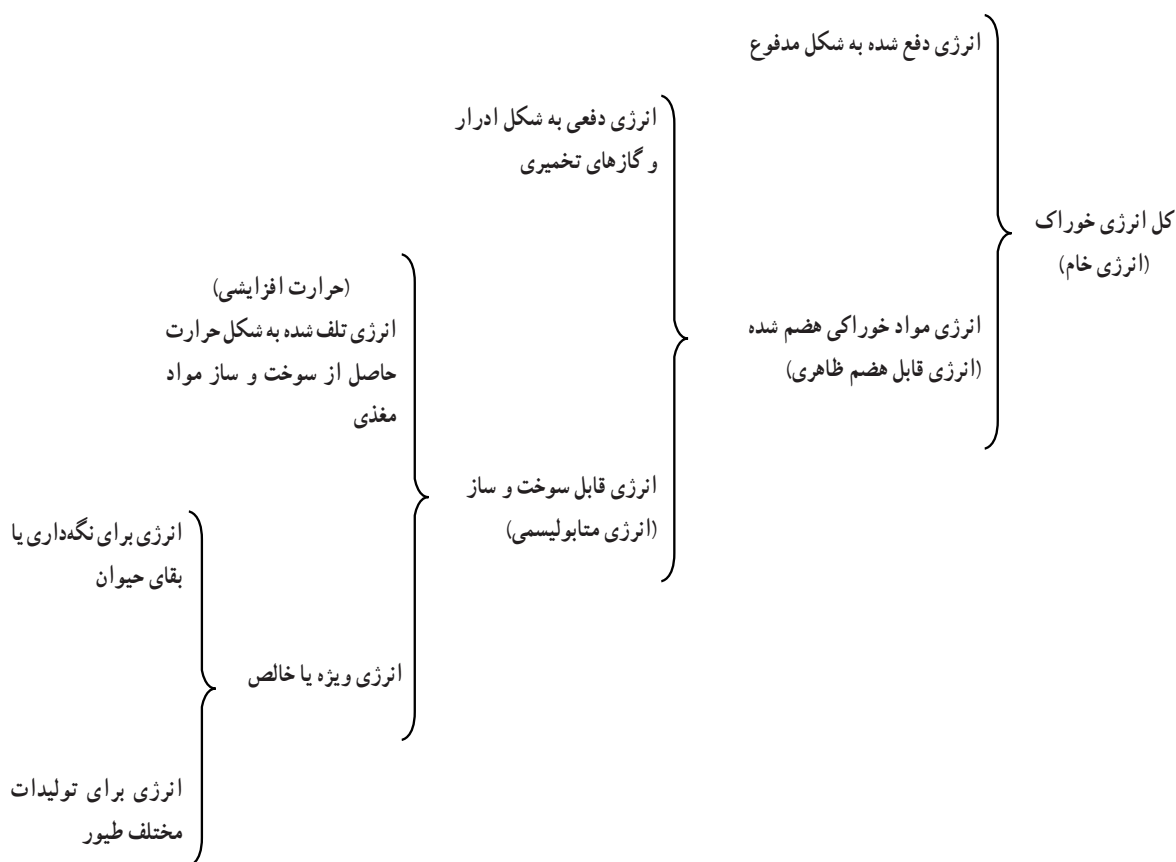 کل انرژی خوراک
(انرژی خام)
انرژی دفع شده به شکل مدفوع
انرژی مواد خوراکی هضم شده
(انرژی قابل هضم ظاهری)
انرژی دفعی به شکل ادرار
و گازهای تخمیری
انرژی قابل سوخت و ساز
(انرژی متابولیسمی)
(حرارت افزایشی)
انرژی تلف شده به شکل حرارت
حاصل از سوخت و ساز مواد
مغذی
انرژی ویژه یا خالص
انرژی برای نگه‌داری یا
بقای حیوان
انرژی برای تولیدات
مختلف طیور